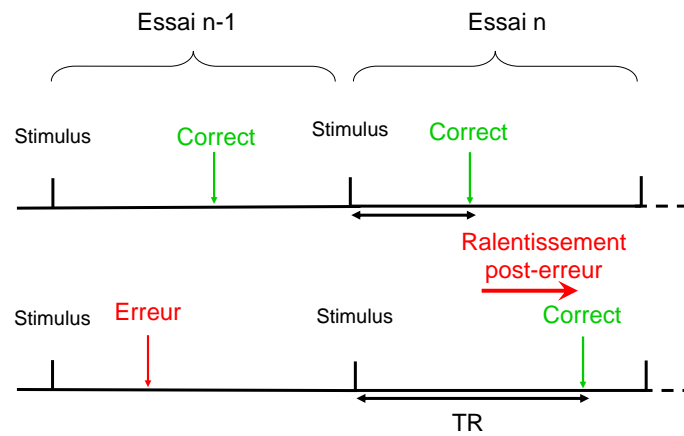 Essai n-1
Essai n
Stimulus
Correct
Stimulus
Correct
Ralentissement
post-erreur
Stimulus
Erreur
Stimulus
Correct
TR